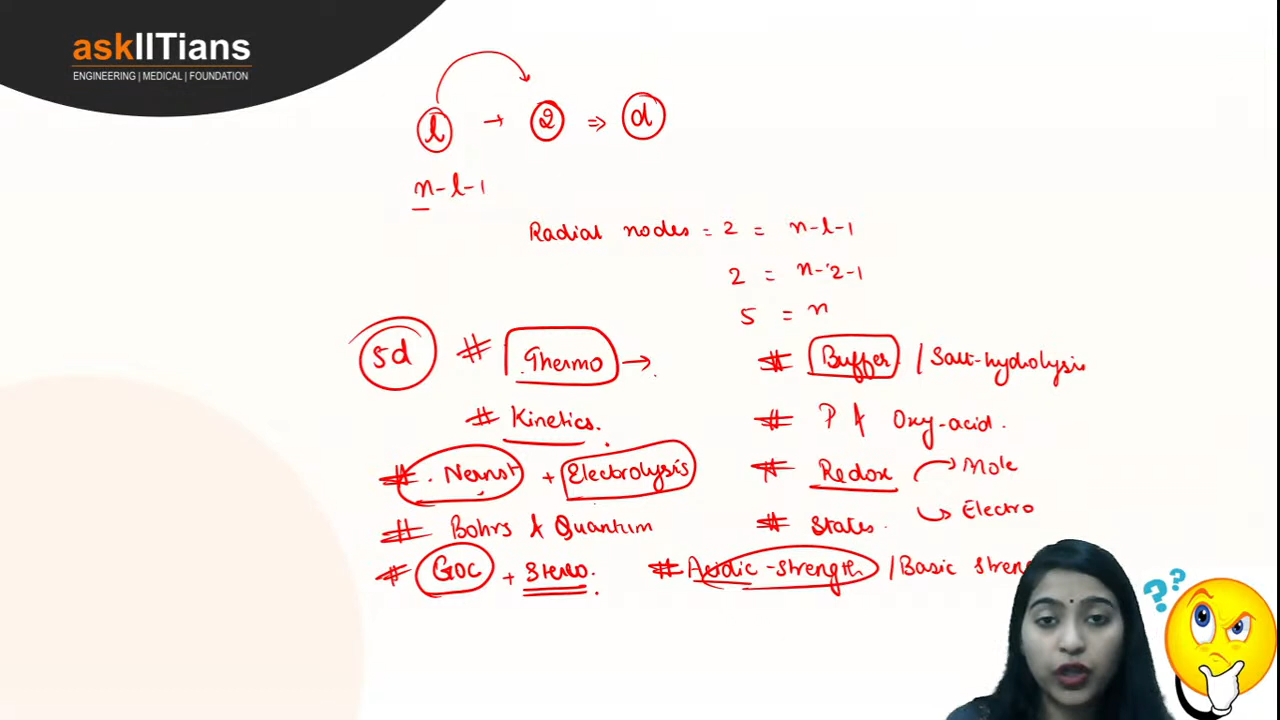 askIITians
ENGINEERING | MEDICAL | FOUNDATION
l → 2 ⇒ d
n-l-1
Radial nodes = 2 = n-l-1
2 = n-2-1
5 = n
5d # Thermo →
# Buffer / Salt-hydrolysis
# Kinetics.
# P & Oxy-acid.
# Nernst + Electrolysis
# Redox → Mole
↳ Electro
# Bohrs & Quantum
# States.
# GOC + Stereo.
# Acidic-strength / Basic Stren
??